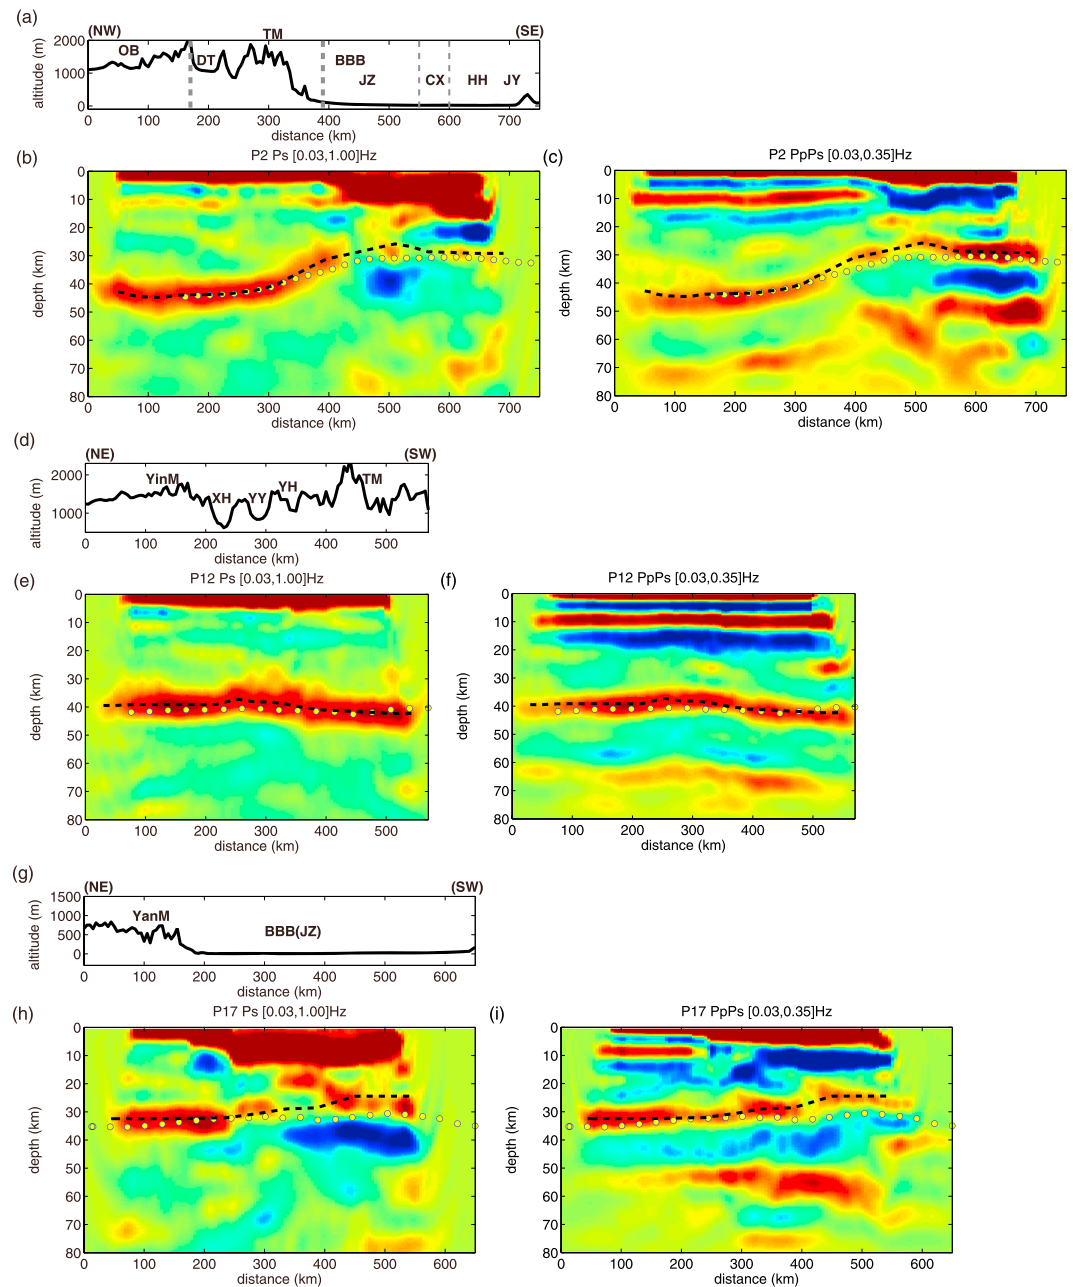 (a)
(NW)
(SE)
2000
1000
0
altitude (m)
OB
DT
TM
BBB
JZ
CX
HH
JY
0 100 200 300 400 500 600 700
distance (km)
(b)
P2 Ps [0.03,1.00]Hz
0
10
20
30
40
50
60
70
80
depth (km)
0 100 200 300 400 500 600 700
distance (km)
(c)
P2 PpPs [0.03,0.35]Hz
0
10
20
30
40
50
60
70
80
depth (km)
0 100 200 300 400 500 600 700
distance (km)
(d)
(NE)
(SW)
2000
1000
altitude (m)
YinM
XH
YY
YH
TM
0 100 200 300 400 500
distance (km)
(e)
P12 Ps [0.03,1.00]Hz
0
10
20
30
40
50
60
70
80
depth (km)
0 100 200 300 400 500
distance (km)
(f)
P12 PpPs [0.03,0.35]Hz
0
10
20
30
40
50
60
70
80
depth (km)
0 100 200 300 400 500
distance (km)
(g)
(NE)
(SW)
1500
1000
500
0
altitude (m)
YanM
BBB(JZ)
0 100 200 300 400 500 600
distance (km)
(h)
P17 Ps [0.03,1.00]Hz
0
10
20
30
40
50
60
70
80
depth (km)
0 100 200 300 400 500 600
distance (km)
(i)
P17 PpPs [0.03,0.35]Hz
0
10
20
30
40
50
60
70
80
depth (km)
0 100 200 300 400 500 600
distance (km)